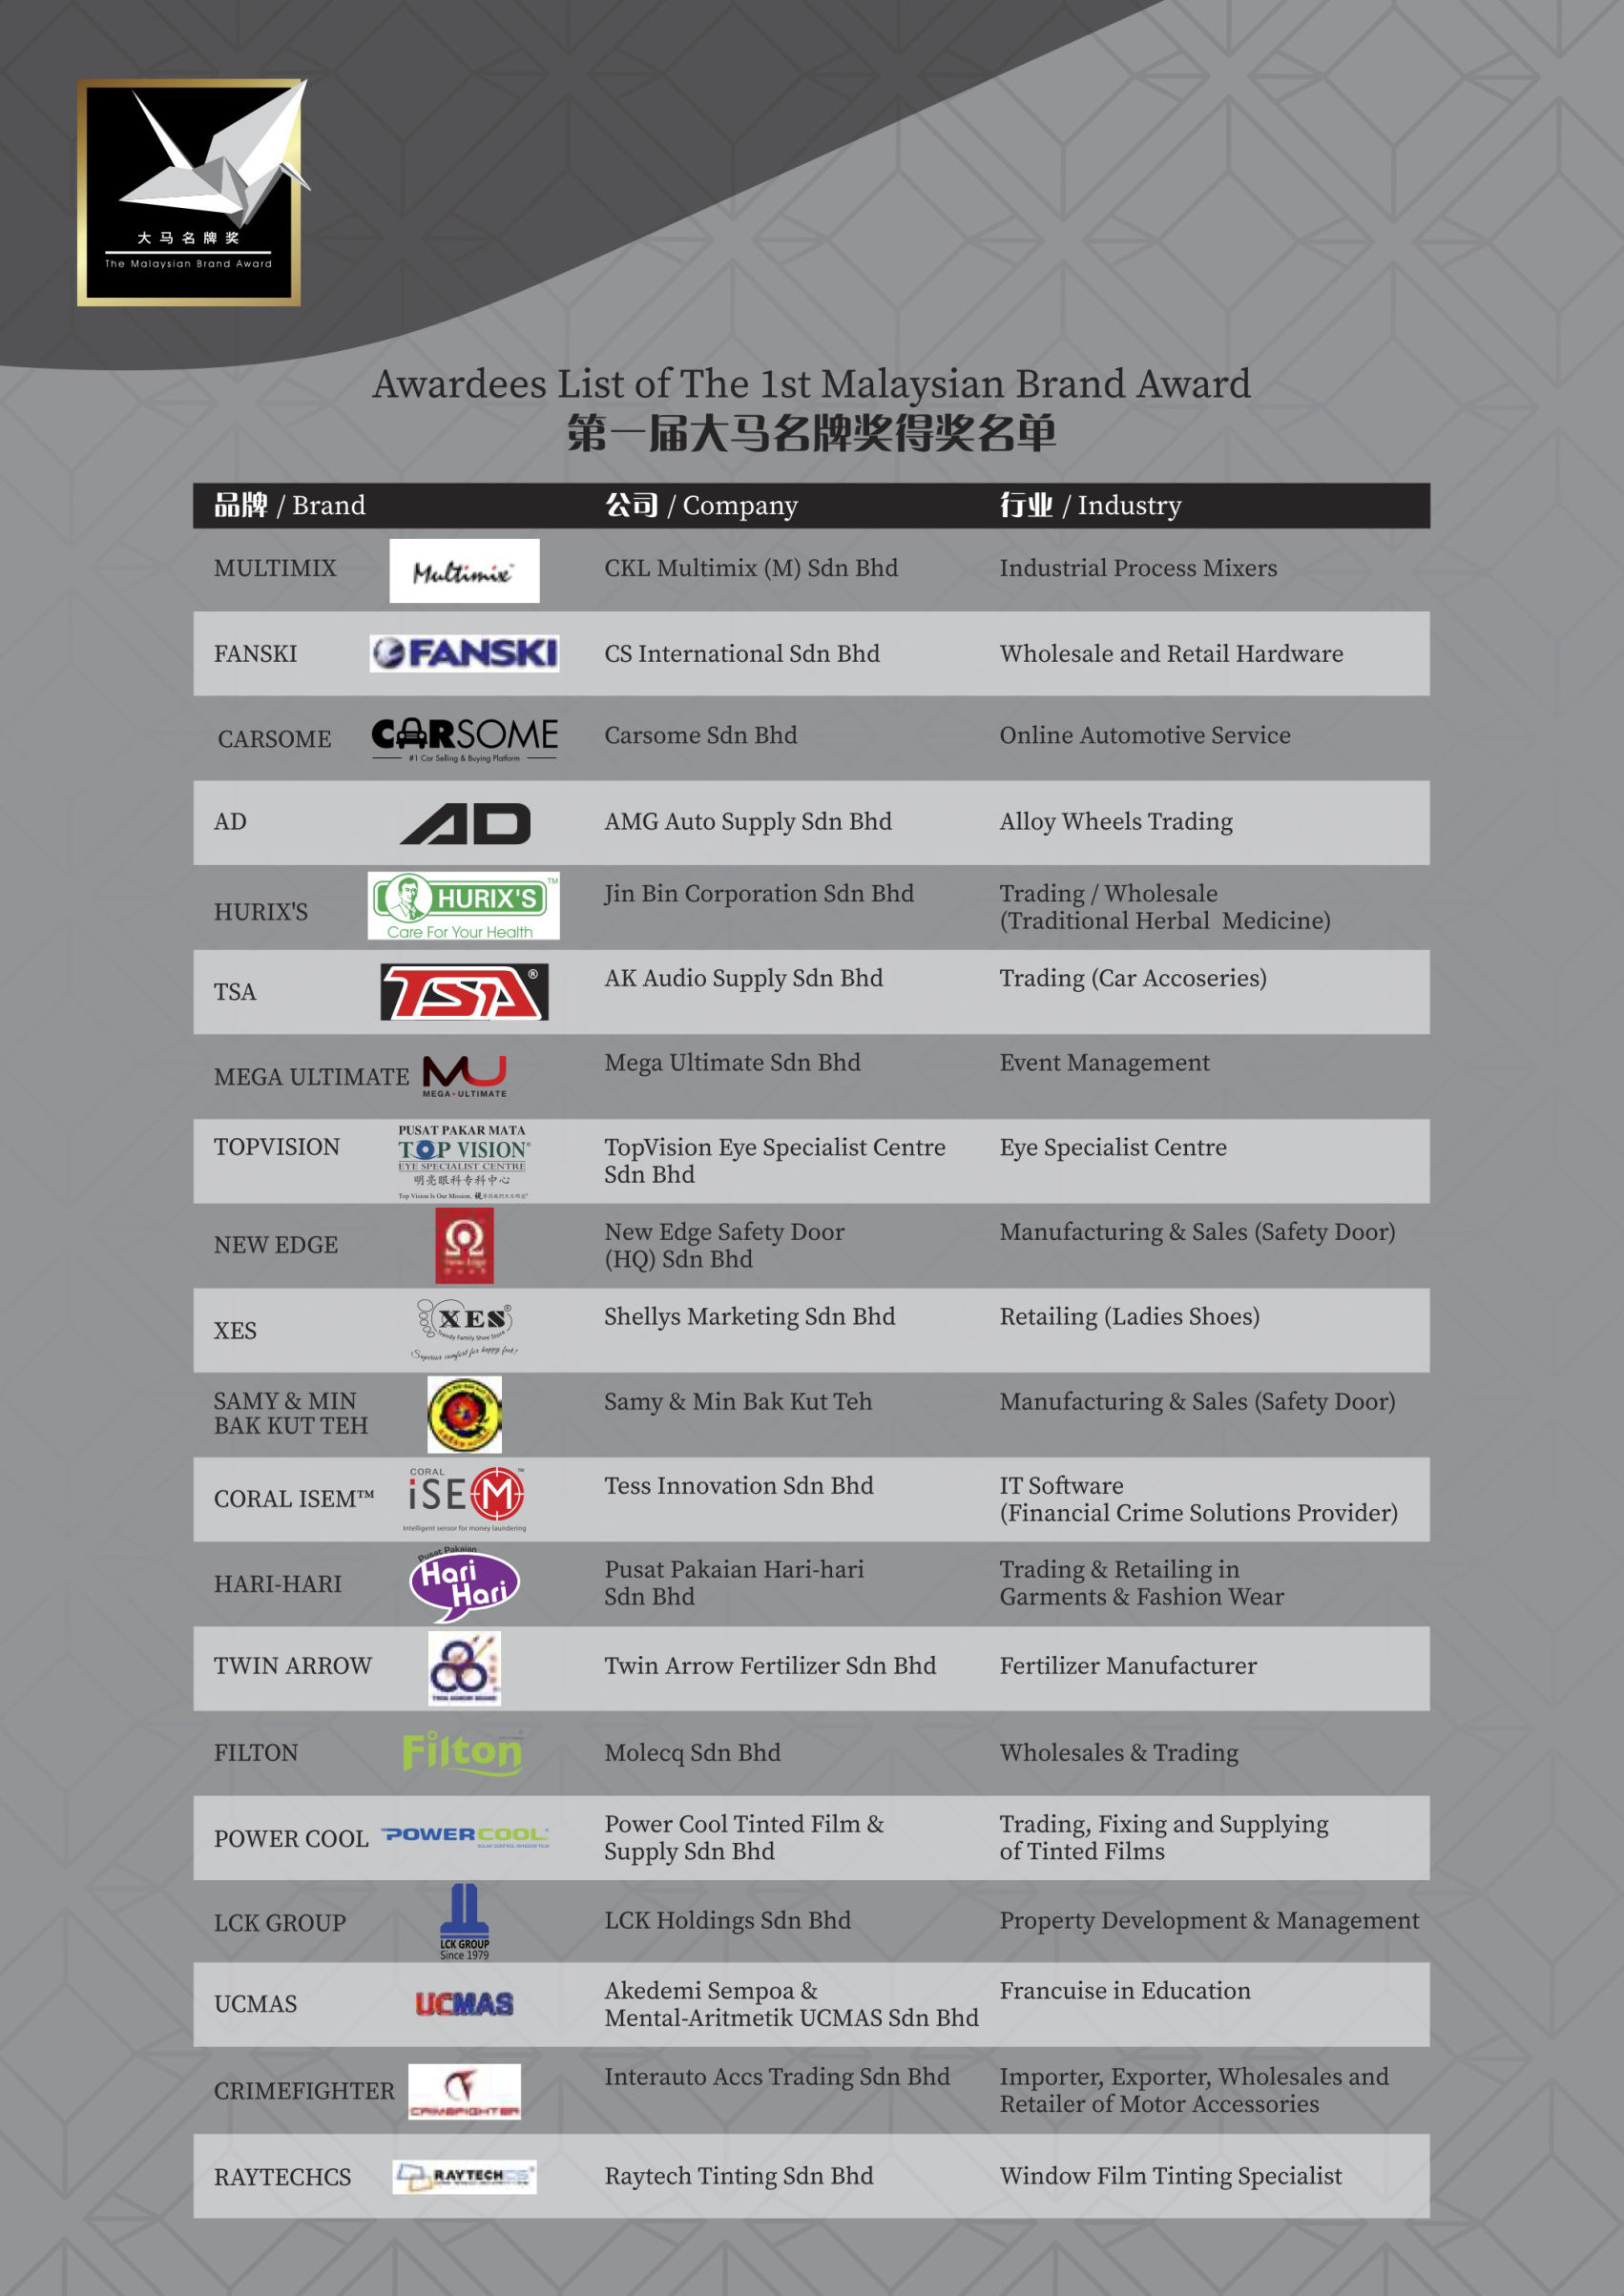 大马名牌奖
The Malaysian Brand Award
Awardees List of The 1st Malaysian Brand Award
第一届大马名牌奖得奖名单
品牌 / Brand 公司 / Company 行业 / Industry
MULTIMIX Multimix CKL Multimix (M) Sdn Bhd Industrial Process Mixers
FANSKI FANSKI CS International Sdn Bhd Wholesale and Retail Hardware
CARSOME CARSOME Carsome Sdn Bhd Online Automotive Service
#1 Car Selling & Buying Platform
AD AD AMG Auto Supply Sdn Bhd Alloy Wheels Trading
HURIX'S HURIX'S™ Jin Bin Corporation Sdn Bhd Trading / Wholesale
Care For Your Health (Traditional Herbal Medicine)
TSA TSA® AK Audio Supply Sdn Bhd Trading (Car Accoseries)
MEGA ULTIMATE MU Mega Ultimate Sdn Bhd Event Management
MEGA ULTIMATE
PUSAT PAKAR MATA
TOPVISION TOP VISION® TopVision Eye Specialist Centre Eye Specialist Centre
EYE SPECIALIST CENTRE Sdn Bhd
明亮眼科专科中心
Top Vision Is Our Mission,
NEW EDGE New Edge New Edge Safety Door Manufacturing & Sales (Safety Door)
(HQ) Sdn Bhd
XES XES® Shellys Marketing Sdn Bhd Retailing (Ladies Shoes)
Trendy Family Shoe Store
Superior comfort for happy feet!
SAMY & MIN Samy & Min Bak Kut Teh Manufacturing & Sales (Safety Door)
BAK KUT TEH
CORAL
CORAL ISEM™ iSEM™ Tess Innovation Sdn Bhd IT Software
Intelligent sensor for money laundering (Financial Crime Solutions Provider)
Pusat Pakaian
HARI-HARI Hari Hari Pusat Pakaian Hari-hari Trading & Retailing in
Sdn Bhd Garments & Fashion Wear
TWIN ARROW Twin Arrow Fertilizer Sdn Bhd Fertilizer Manufacturer
TWIN ARROW BRAND
FILTON Filton Molecq Sdn Bhd Wholesales & Trading
POWER COOL POWERCOOL Power Cool Tinted Film & Trading, Fixing and Supplying
SOLAR CONTROL WINDOW FILM Supply Sdn Bhd of Tinted Films
LCK GROUP LCK GROUP LCK Holdings Sdn Bhd Property Development & Management
Since 1979
UCMAS UCMAS Akedemi Sempoa & Francuise in Education
Mental-Aritmetik UCMAS Sdn Bhd
CRIMEFIGHTER CRIMEFIGHTER Interauto Accs Trading Sdn Bhd Importer, Exporter, Wholesales and
Retailer of Motor Accessories
RAYTECHCS RAYTECHCS Raytech Tinting Sdn Bhd Window Film Tinting Specialist